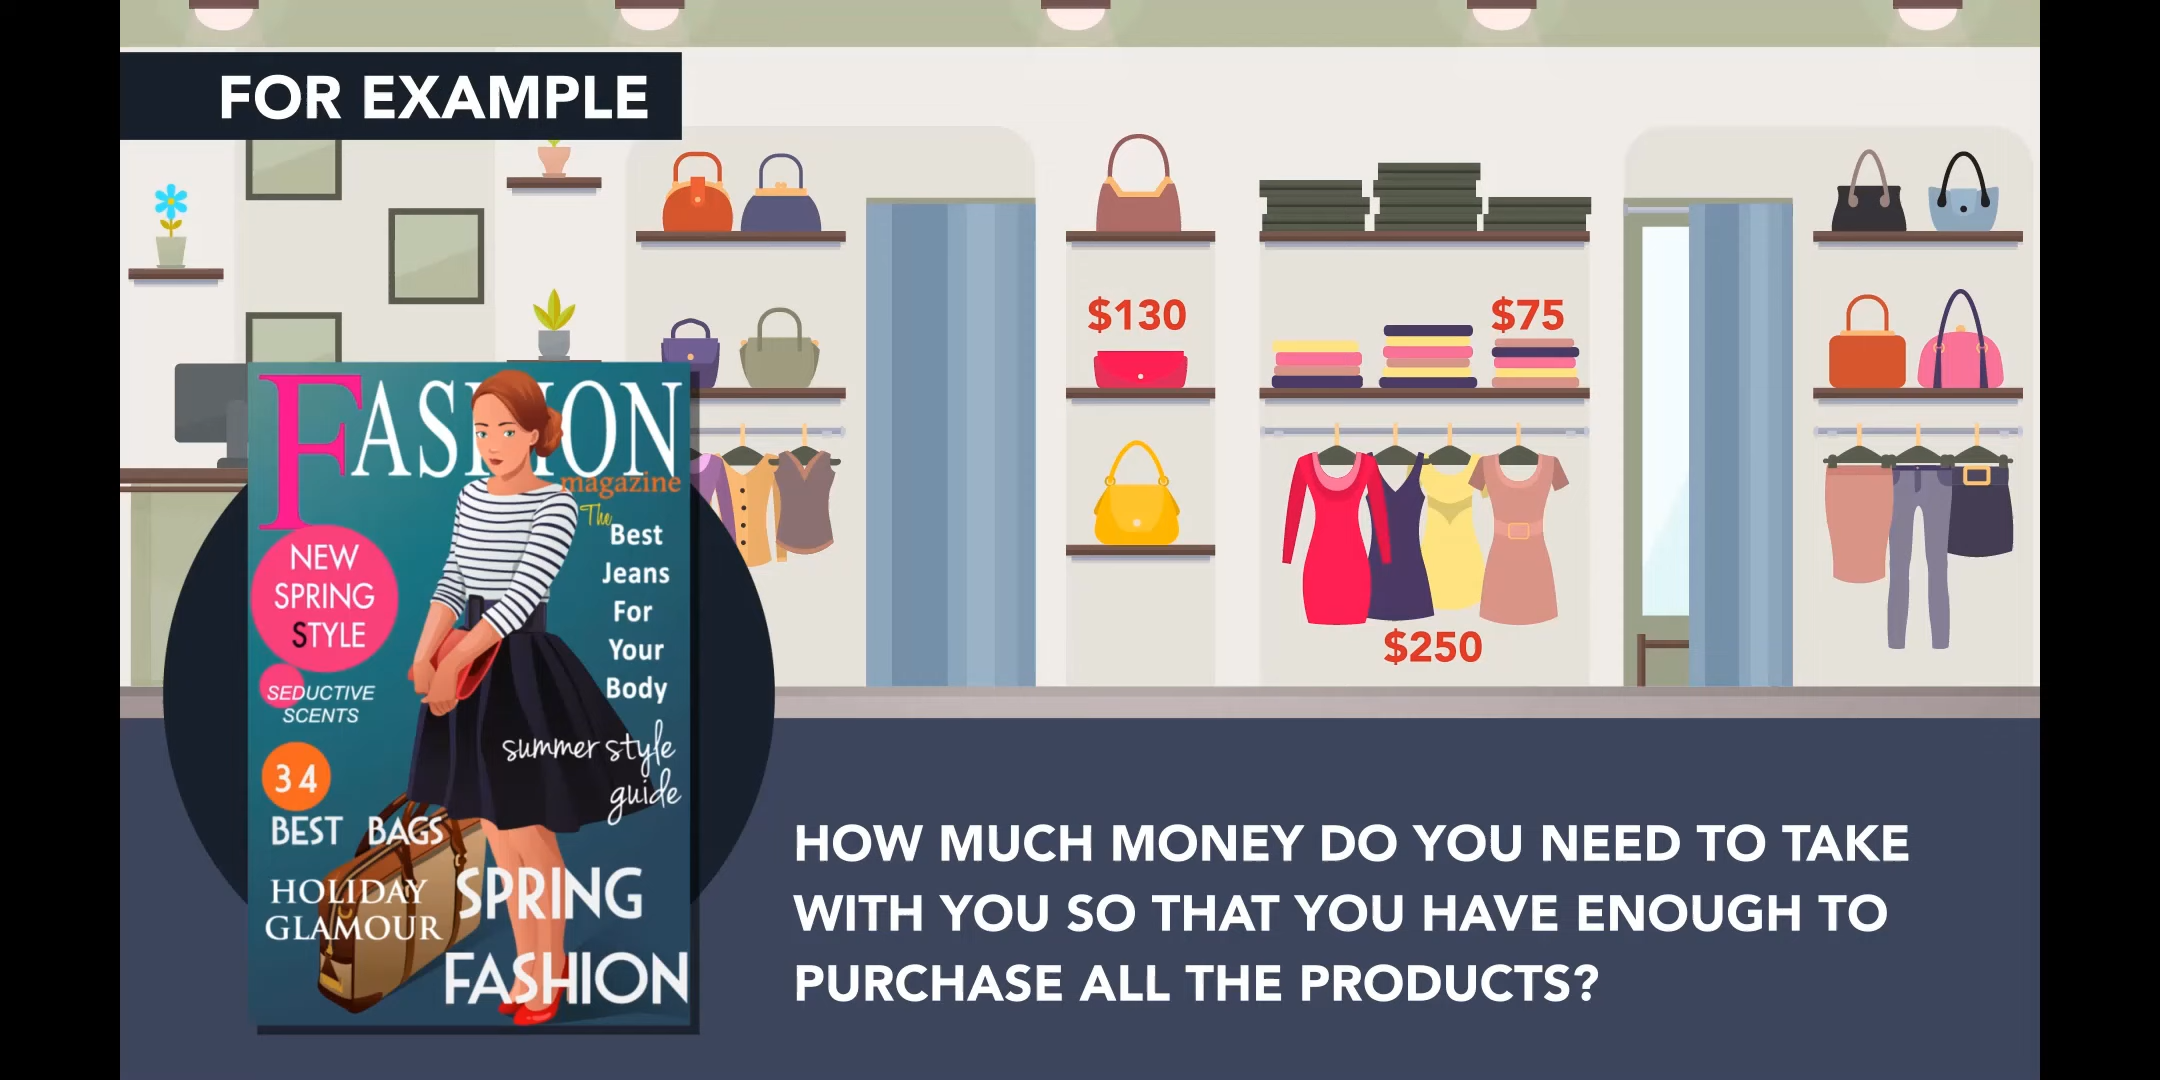 FOR EXAMPLE
$130
$75
$250
FASHION
magazine
The
Best
Jeans
For
Your
Body
NEW
SPRING
STYLE
SEDUCTIVE
SCENTS
summer style
guide
34
BEST BAGS
HOLIDAY
GLAMOUR
SPRING
FASHION
HOW MUCH MONEY DO YOU NEED TO TAKE
WITH YOU SO THAT YOU HAVE ENOUGH TO
PURCHASE ALL THE PRODUCTS?